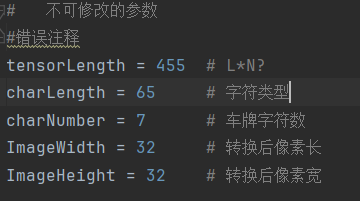 #   不可修改的参数
#错误注释
tensorLength = 455  # L*N?
charLength = 65     # 字符类型
charNumber = 7      # 车牌字符数
ImageWidth = 32     # 转换后像素长
ImageHeight = 32    # 转换后像素宽